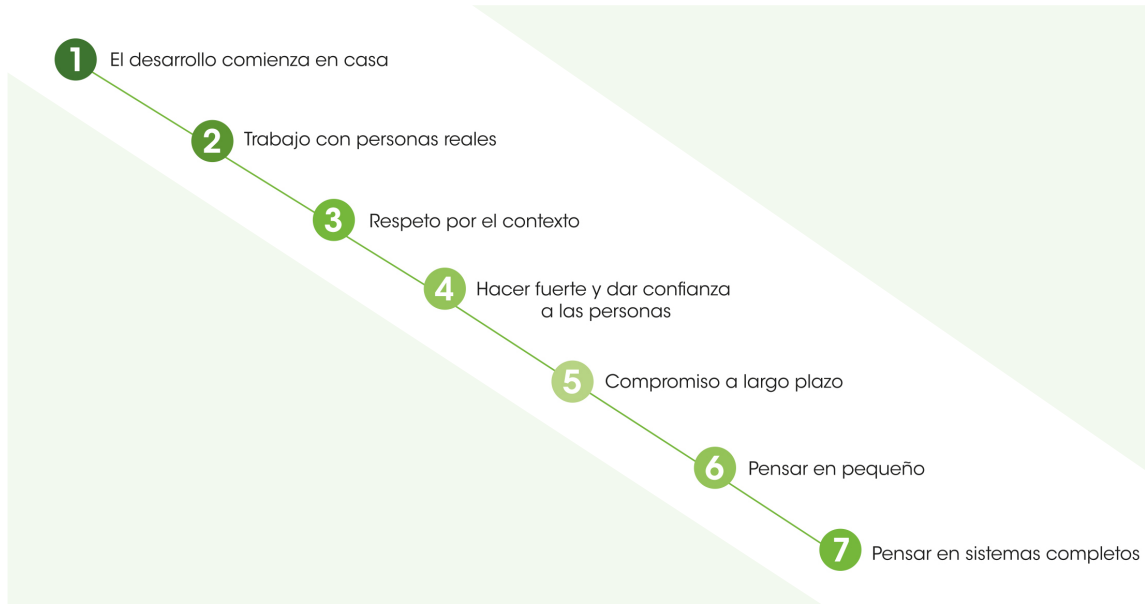 1 El desarrollo comienza en casa
2 Trabajo con personas reales
3 Respeto por el contexto
4 Hacer fuerte y dar confianza
a las personas
5 Compromiso a largo plazo
6 Pensar en pequeño
7 Pensar en sistemas completos